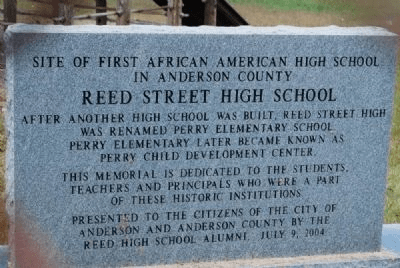 SITE OF FIRST AFRICAN AMERICAN HIGH SCHOOL
IN ANDERSON COUNTY
REED STREET HIGH SCHOOL
AFTER ANOTHER HIGH SCHOOL WAS BUILT, REED STREET HIGH
WAS RENAMED PERRY ELEMENTARY SCHOOL.
PERRY ELEMENTARY LATER BECAME KNOWN AS
PERRY CHILD DEVELOPMENT CENTER.
THIS MEMORIAL IS DEDICATED TO THE STUDENTS,
TEACHERS AND PRINCIPALS WHO WERE A PART
OF THESE HISTORIC INSTITUTIONS.
PRESENTED TO THE CITIZENS OF THE CITY OF
ANDERSON AND ANDERSON COUNTY BY THE
REED HIGH SCHOOL ALUMNI. JULY 9, 2004